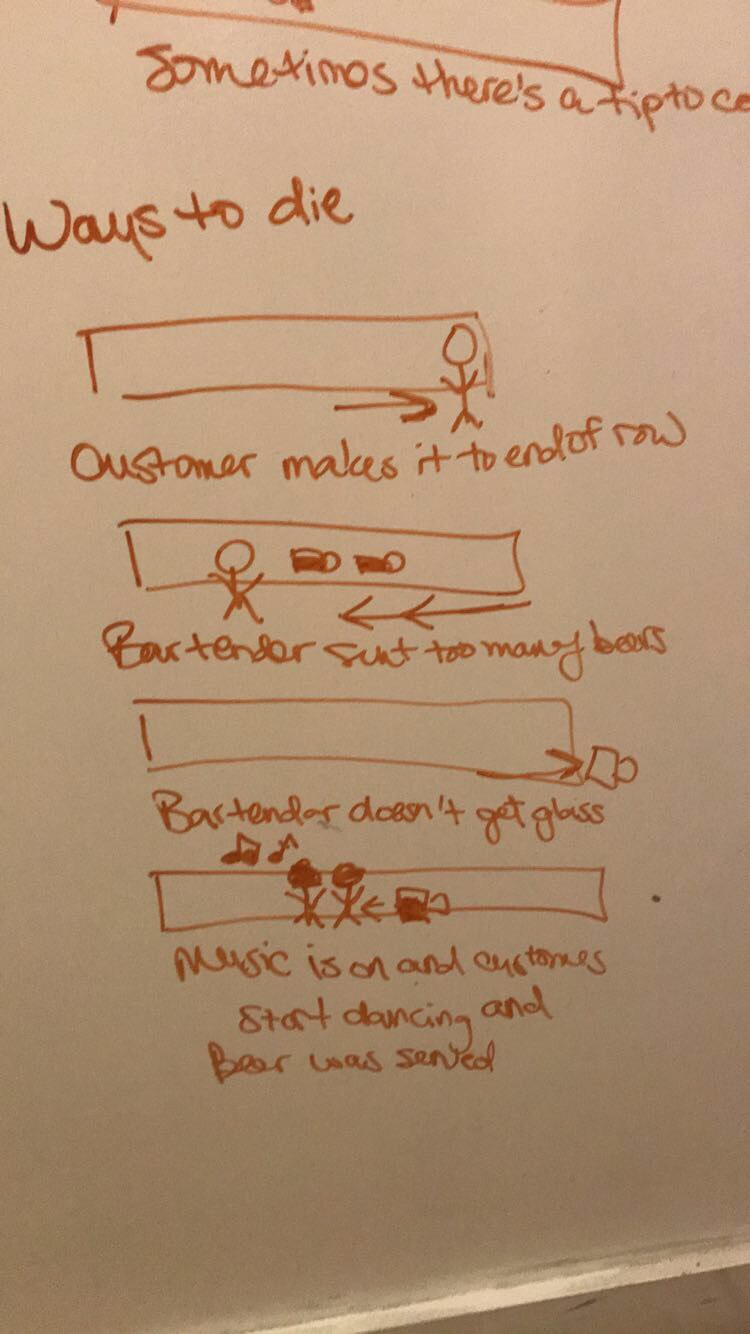 Sometimes there's a tip to co
Ways to die
Customer makes it to end of row
Bartender sent too many beers
Bartender doesn't get glass
Music is on and customes
start dancing and
Beer was served